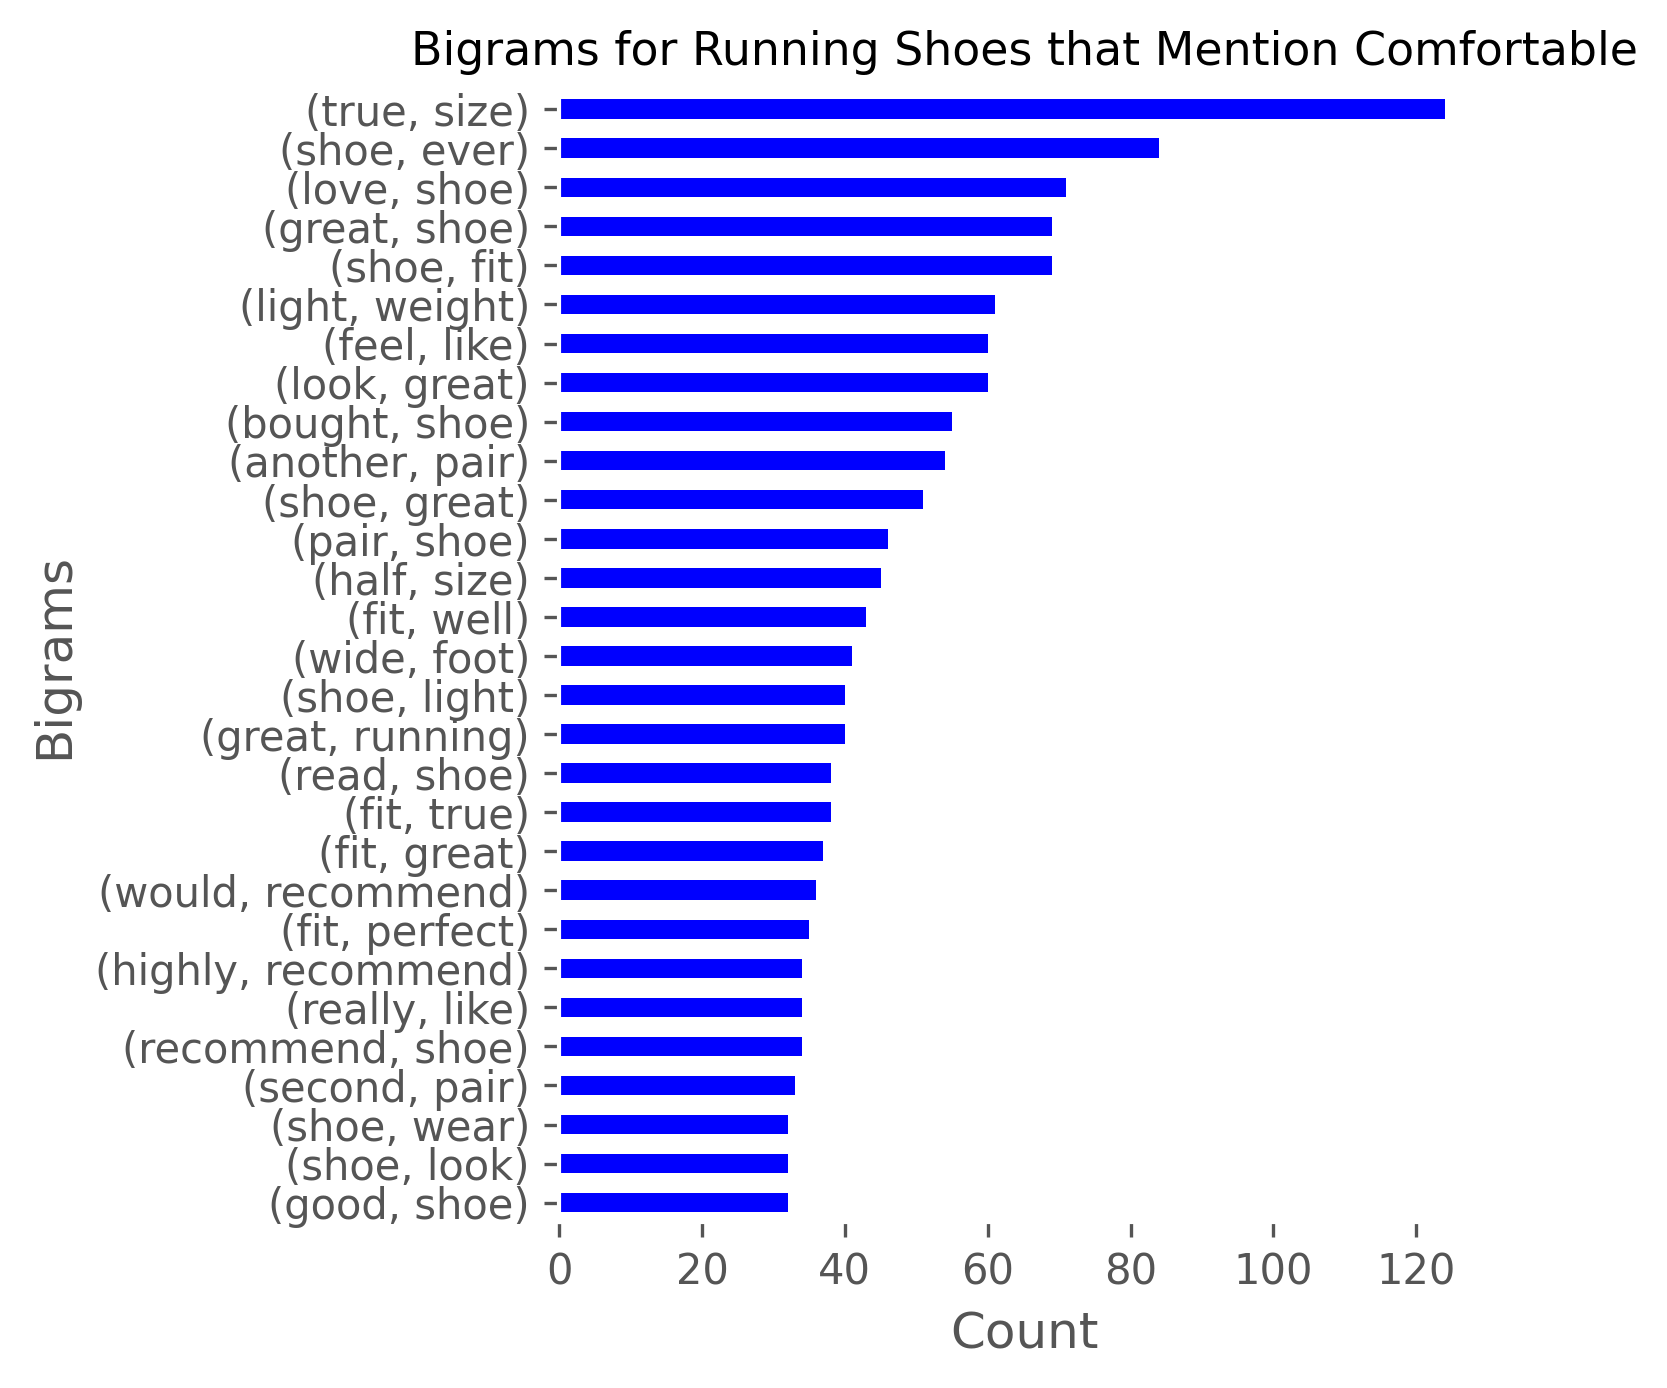 Bigrams for Running Shoes that Mention Comfortable
(true, size)
(shoe, ever)
(love, shoe)
(great, shoe)
(shoe, fit)
(light, weight)
(feel, like)
(look, great)
(bought, shoe)
(another, pair)
(shoe, great)
(pair, shoe)
(half, size)
(fit, well)
(wide, foot)
(shoe, light)
(great, running)
(read, shoe)
(fit, true)
(fit, great)
(would, recommend)
(fit, perfect)
(highly, recommend)
(really, like)
(recommend, shoe)
(second, pair)
(shoe, wear)
(shoe, look)
(good, shoe)
Bigrams
0 20 40 60 80 100 120
Count